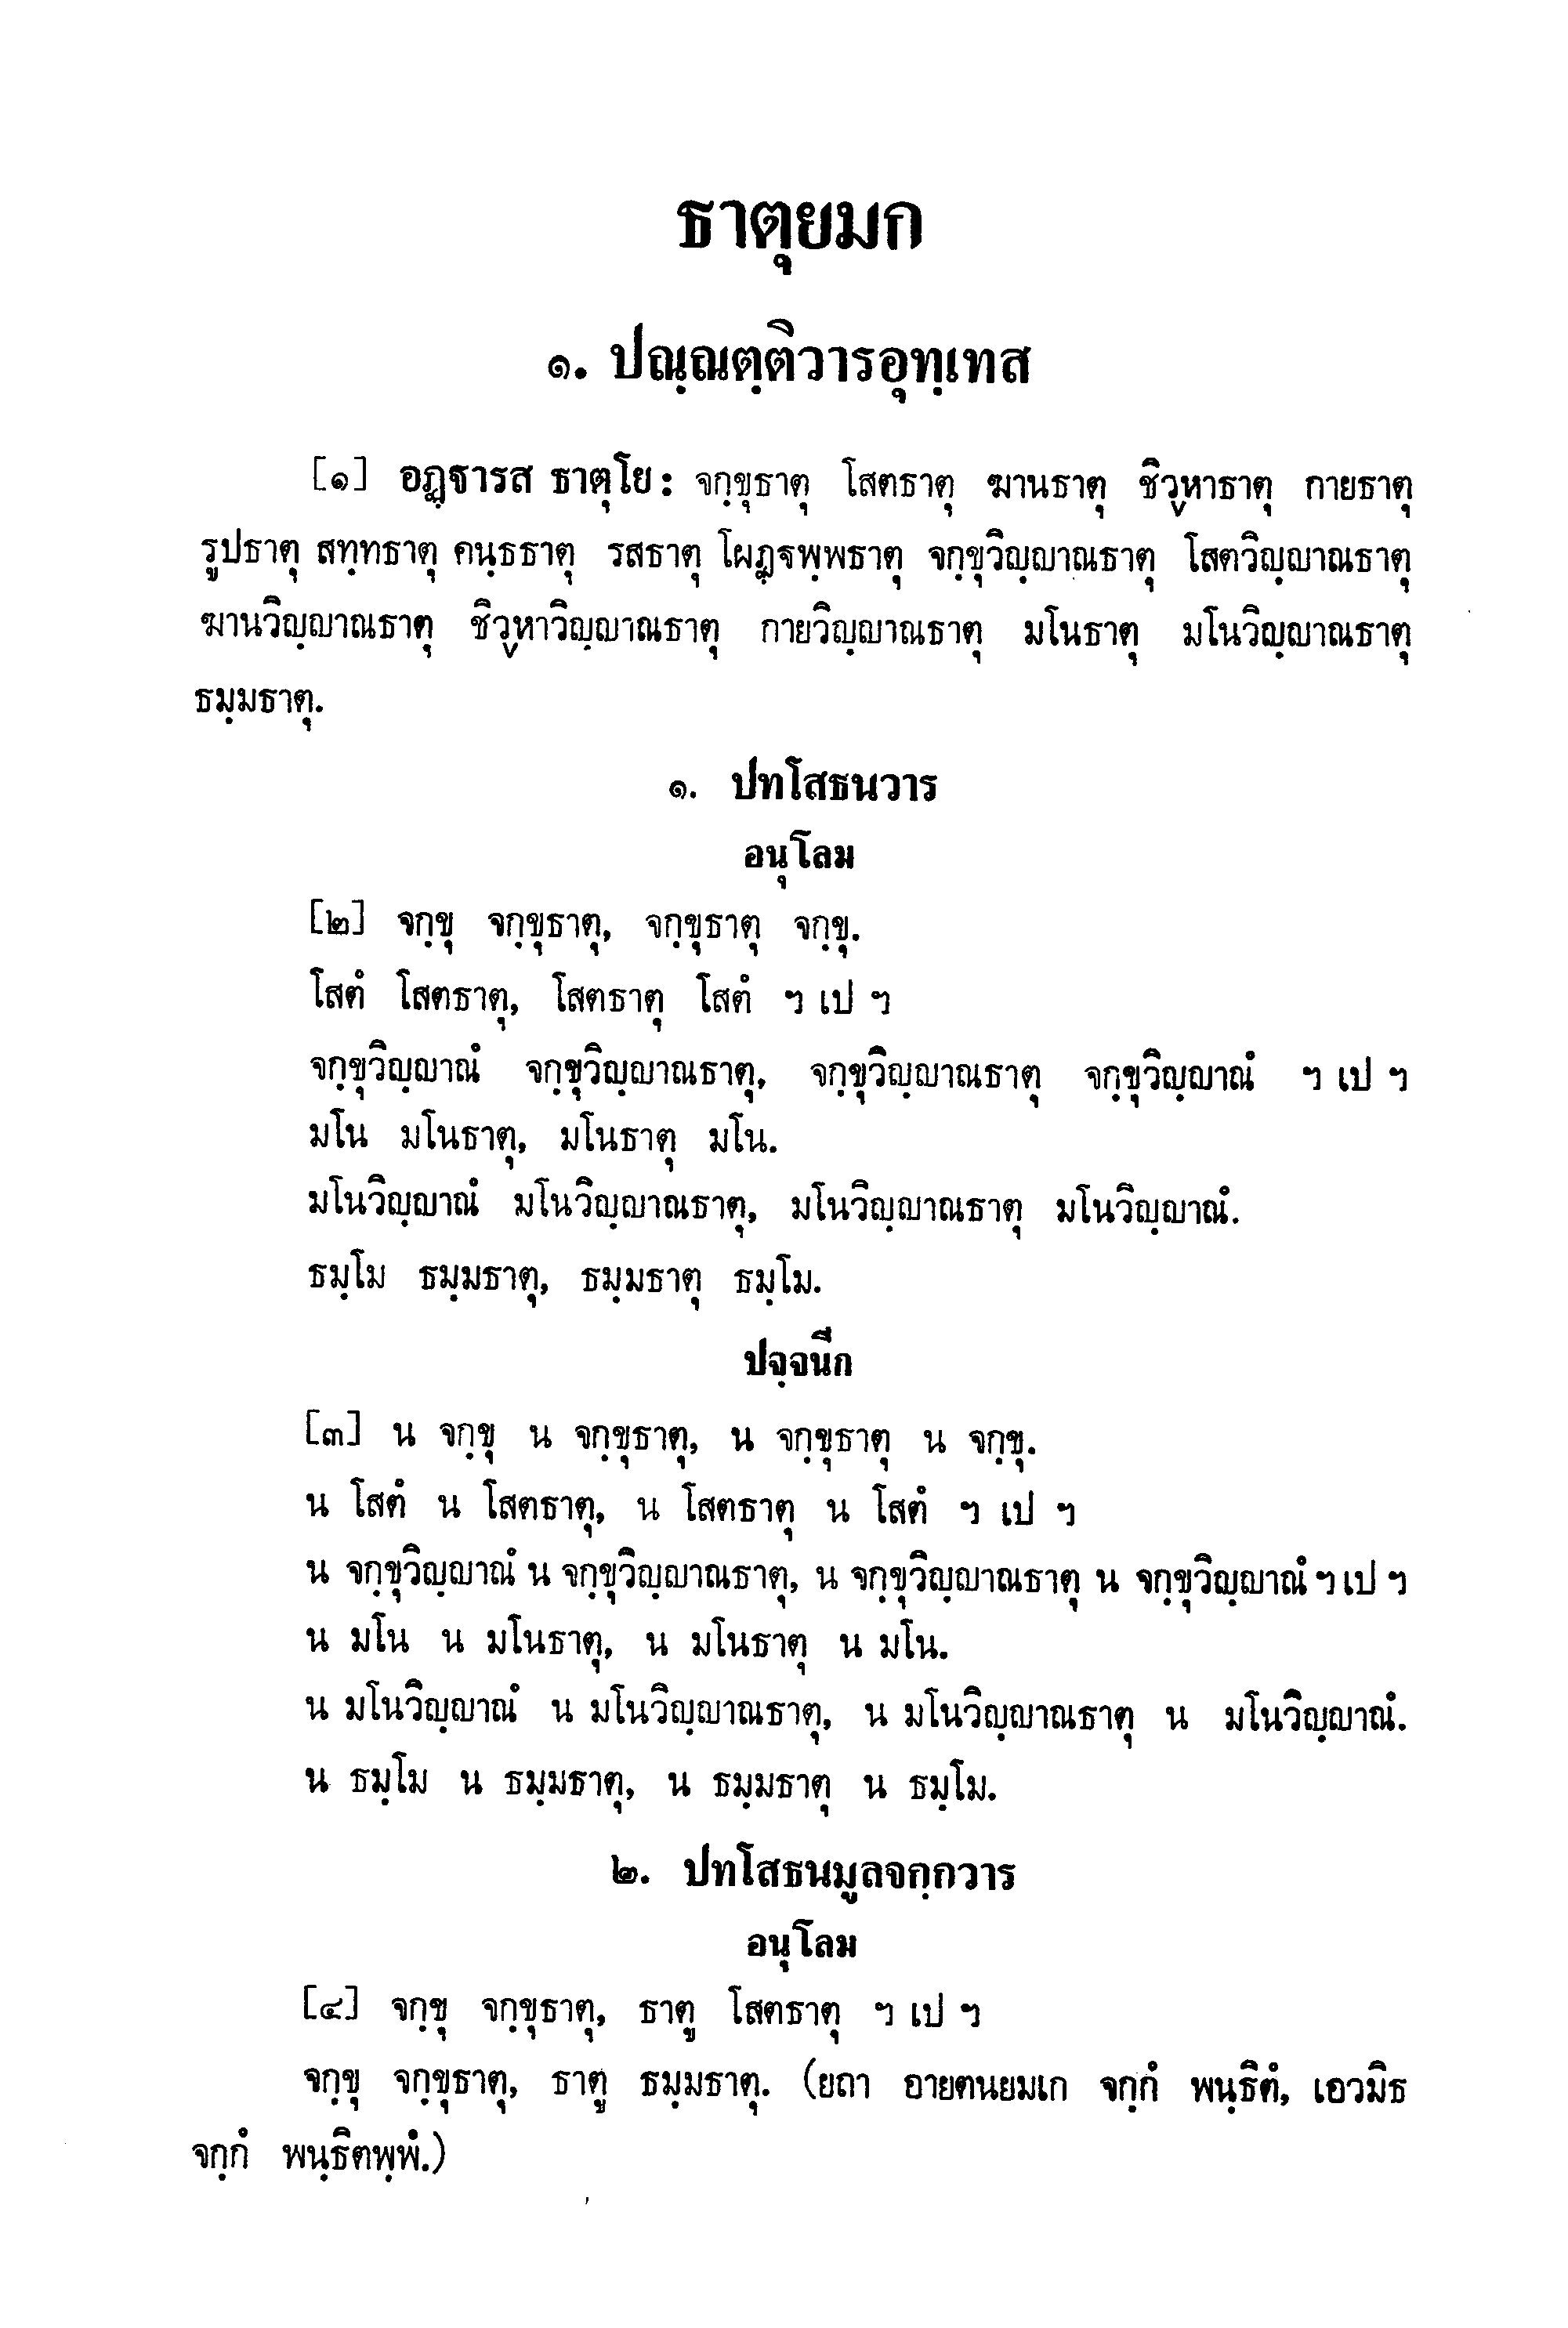 ธาตุยมก
๑. ปณฺณตฺติวารอุทฺเทส
[๑] อฏฺฐารส ธาตุโย: จกฺขุธาตุ โสตธาตุ ฆานธาตุ ชิวฺหาธาตุ กายธาตุ
รูปธาตุ สทฺทธาตุ คนฺธธาตุ รสธาตุ โผฏฺฐพฺพธาตุ จกฺขุวิญฺญาณธาตุ โสตวิญฺญาณธาตุ
ฆานวิญฺญาณธาตุ ชิวฺหาวิญฺญาณธาตุ กายวิญฺญาณธาตุ มโนธาตุ มโนวิญฺญาณธาตุ
ธมฺมธาตุ.
๑. ปทโสธนวาร
อนุโลม
[๒] จกฺขุ จกฺขุธาตุ, จกฺขุธาตุ จกฺขุ.
โสตํ โสตธาตุ, โสตธาตุ โสตํ ฯ เป ฯ
จกฺขุวิญฺญาณํ จกฺขุวิญฺญาณธาตุ, จกฺขุวิญฺญาณธาตุ จกฺขุวิญฺญาณํ ฯ เป ฯ
มโน มโนธาตุ, มโนธาตุ มโน.
มโนวิญฺญาณํ มโนวิญฺญาณธาตุ, มโนวิญฺญาณธาตุ มโนวิญฺญาณํ.
ธมฺโม ธมฺมธาตุ, ธมฺมธาตุ ธมฺโม.
ปจฺจนีก
[๓] น จกฺขุ น จกฺขุธาตุ, น จกฺขุธาตุ น จกฺขุ.
น โสตํ น โสตธาตุ, น โสตธาตุ น โสตํ ฯ เป ฯ
น จกฺขุวิญฺญาณํ น จกฺขุวิญฺญาณธาตุ, น จกฺขุวิญฺญาณธาตุ น จกฺขุวิญฺญาณํ ฯ เป ฯ
น มโน น มโนธาตุ, น มโนธาตุ น มโน.
น มโนวิญฺญาณํ น มโนวิญฺญาณธาตุ, น มโนวิญฺญาณธาตุ น มโนวิญฺญาณํ.
น ธมฺโม น ธมฺมธาตุ, น ธมฺมธาตุ น ธมฺโม.
๒. ปทโสธนมูลจกฺกวาร
อนุโลม
[๔] จกฺขุ จกฺขุธาตุ, ธาตู โสตธาตุ ฯ เป ฯ
จกฺขุ จกฺขุธาตุ, ธาตู ธมฺมธาตุ. (ยถา อายตนยมเก จกฺกํ พนฺธิตํ, เอวมิธ
จกฺกํ พนฺธิตพฺพํ.)